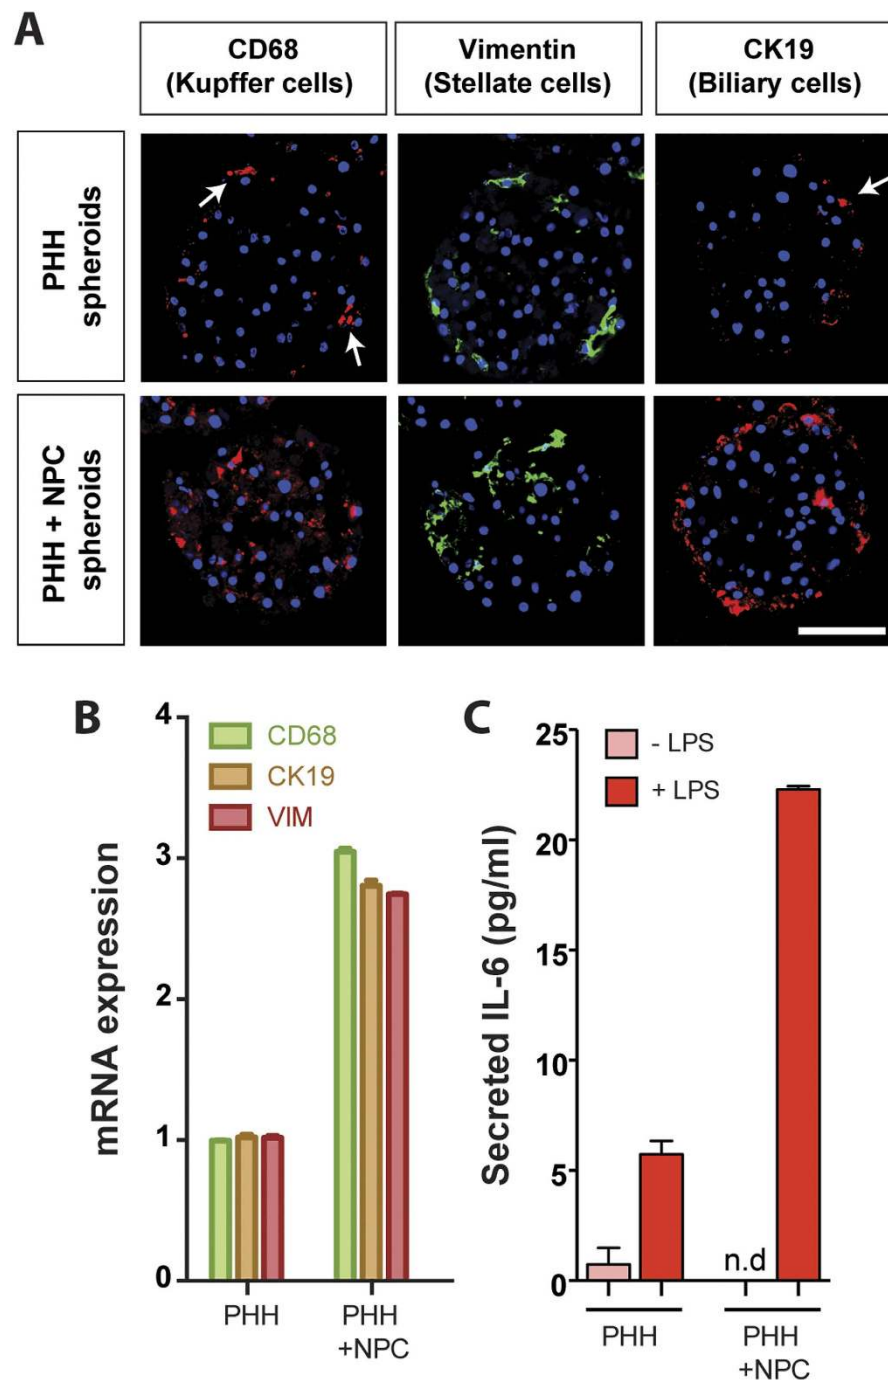 A
CD68
(Kupffer cells)
Vimentin
(Stellate cells)
CK19
(Biliary cells)
PHH
spheroids
PHH + NPC
spheroids
B
mRNA expression
4
3
2
1
0
CD68
CK19
VIM
PHH
PHH
+NPC
C
Secreted IL-6 (pg/ml)
25
20
15
10
5
0
- LPS
+ LPS
n.d
PHH
PHH
+NPC